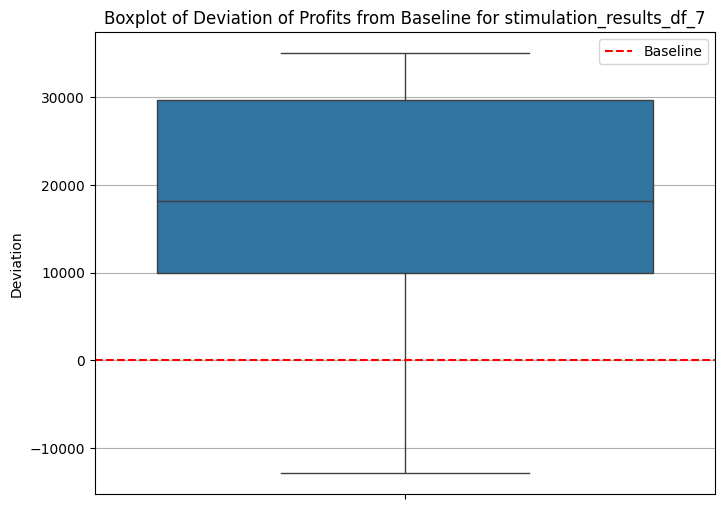 Boxplot of Deviation of Profits from Baseline for stimulation_results_df_7
Baseline
30000
20000
10000
0
−10000
Deviation